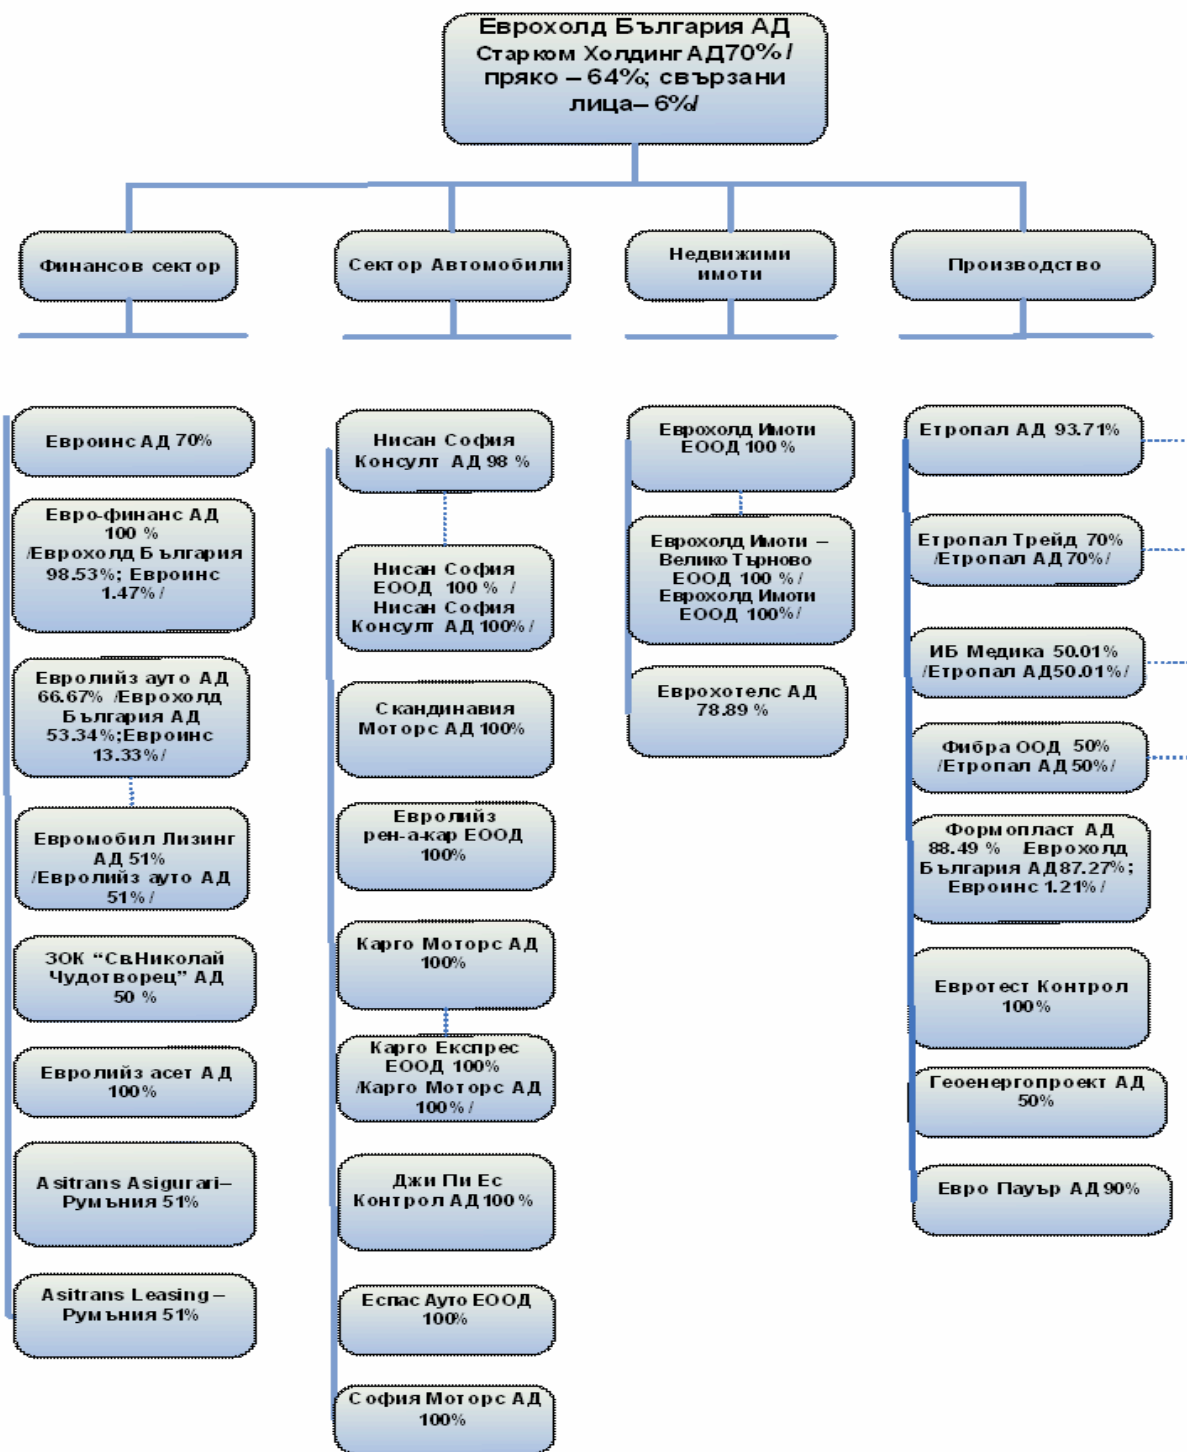 Еврохолд България АД
Старком Холдинг АД70% /
пряко – 64%; свързани
лица– 6%/
Финансов сектор
Сектор Автомобили
Недвижими
имоти
Производство
Евроинс АД 70%
Евро-финанс АД
100 %
/Еврохолд България
98.53%; Евроинс
1.47% /
Евролийз ауто АД
66.67% /Еврохолд
България АД
53.34%;Евроинс
13.33%/
Евромобил Лизинг
АД 51%
/Евролийз ауто АД
51% /
ЗОК “Св.Николай
Чудотворец” АД
50 %
Евролийз асет АД
100%
Asitrans Asigurari–
Румъния 51%
Asitrans Leasing –
Румъния 51%
Нисан София
Консулт АД 98 %
Нисан София
ЕООД 100 % /
Нисан София
Консулт АД 100% /
Скандинавия
Моторс АД 100%
Евролийз
рен-а-кар ЕООД
100%
Карго Моторс АД
100%
Карго Експрес
ЕООД 100%
/Карго Моторс АД
100% /
Джи Пи Ес
Контрол АД 100 %
Еспас Ауто ЕООД
100%
София Моторс АД
100%
Еврохолд Имоти
ЕООД 100 %
Еврохолд Имоти –
Велико Търново
ЕООД 100 % /
Еврохолд Имоти
ЕООД 100% /
Еврохотелс АД
78.89 %
Етропал АД 93.71%
Етропал Трейд 70%
/Етропал АД 70% /
ИБ Медика 50.01%
/Етропал АД50.01% /
Фибра ООД 50%
/Етропал АД 50% /
Формопласт АД
88.49 % Еврохолд
България АД87.27% ;
Евроинс 1.21% /
Евротест Контрол
100%
Геоенергопроект АД
50%
Евро Пауър АД 90%